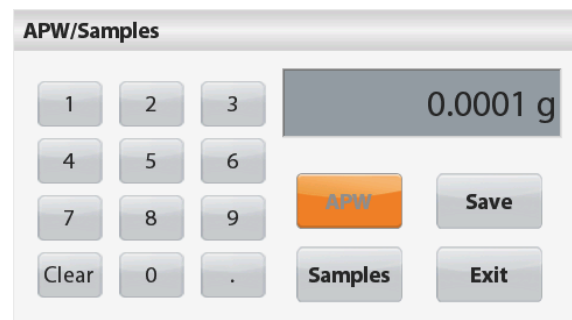 APW/Samples
0.0001 g
1 2 3
4 5 6
7 8 9
Clear 0 .
APW Save
Samples Exit